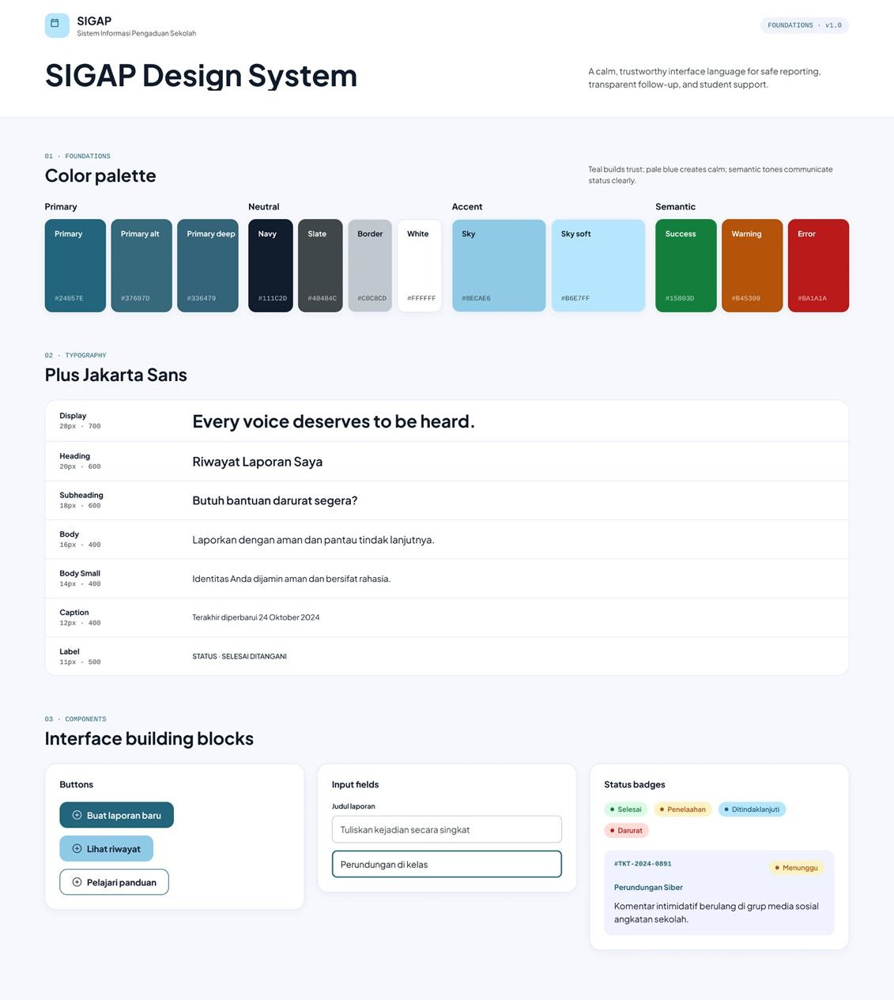 SIGAP
Sistem Informasi Pengaduan Sekolah
FOUNDATIONS · v1.0
SIGAP Design System
A calm, trustworthy interface language for safe reporting,
transparent follow-up, and student support.
01 · FOUNDATIONS
Color palette
Teal builds trust; pale blue creates calm; semantic tones communicate
status clearly.
Primary
Neutral
Accent
Semantic
Primary
Primary alt
Primary deep
Navy
Slate
Border
White
Sky
Sky soft
Success
Warning
Error
#24657E
#37697D
#336479
#111C2D
#40484C
#C0C8CD
#FFFFFF
#8ECAE6
#B6E7FF
#15803D
#B45309
#BA1A1A
02 · TYPOGRAPHY
Plus Jakarta Sans
Display
28px · 700
Every voice deserves to be heard.
Heading
20px · 600
Riwayat Laporan Saya
Subheading
18px · 600
Butuh bantuan darurat segera?
Body
16px · 400
Laporkan dengan aman dan pantau tindak lanjutnya.
Body Small
14px · 400
Identitas Anda dijamin aman dan bersifat rahasia.
Caption
12px · 400
Terakhir diperbarui 24 Oktober 2024
Label
11px · 500
STATUS · SELESAI DITANGANI
03 · COMPONENTS
Interface building blocks
Buttons
Buat laporan baru
Lihat riwayat
Pelajari panduan
Input fields
Judul laporan
Tuliskan kejadian secara singkat
Perundungan di kelas
Status badges
Selesai
Penelaahan
Ditindaklanjuti
Darurat
#TKT-2024-0891
Menunggu
Perundungan Siber
Komentar intimidatif berulang di grup media sosial
angkatan sekolah.